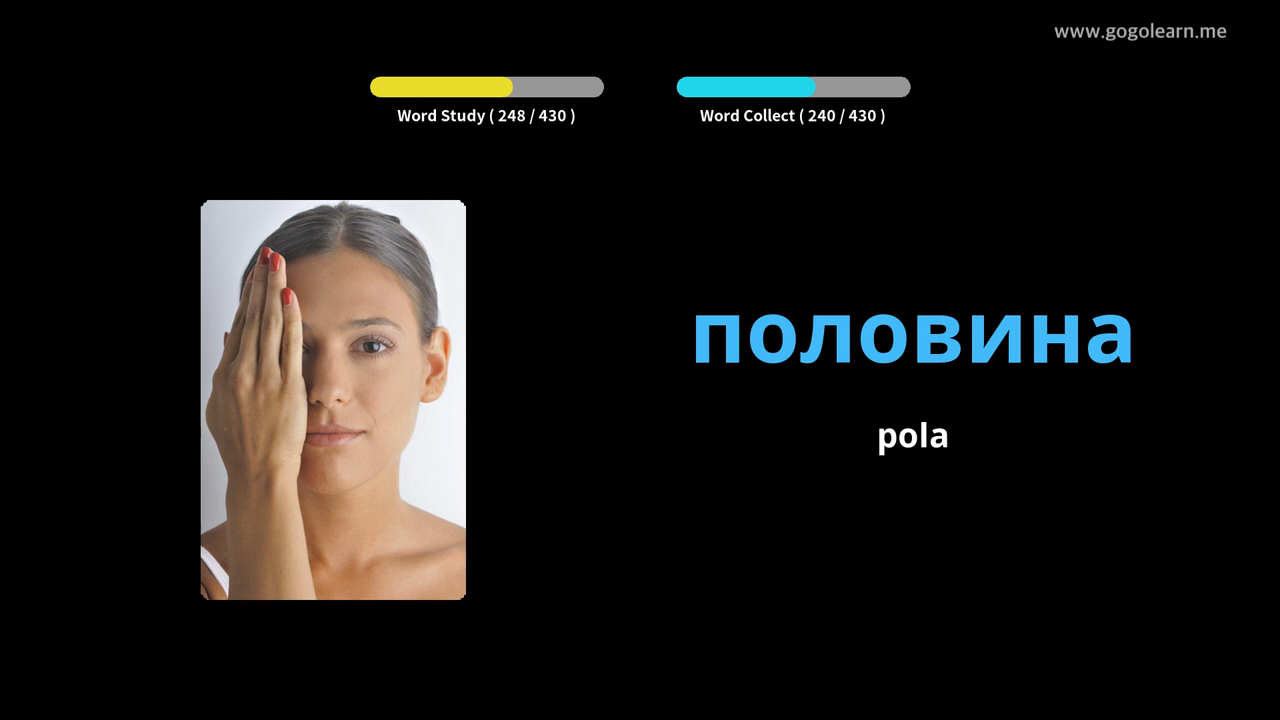 www.gogolearn.me
Word Study ( 248 / 430 )
Word Collect ( 240 / 430 )
половина
pola